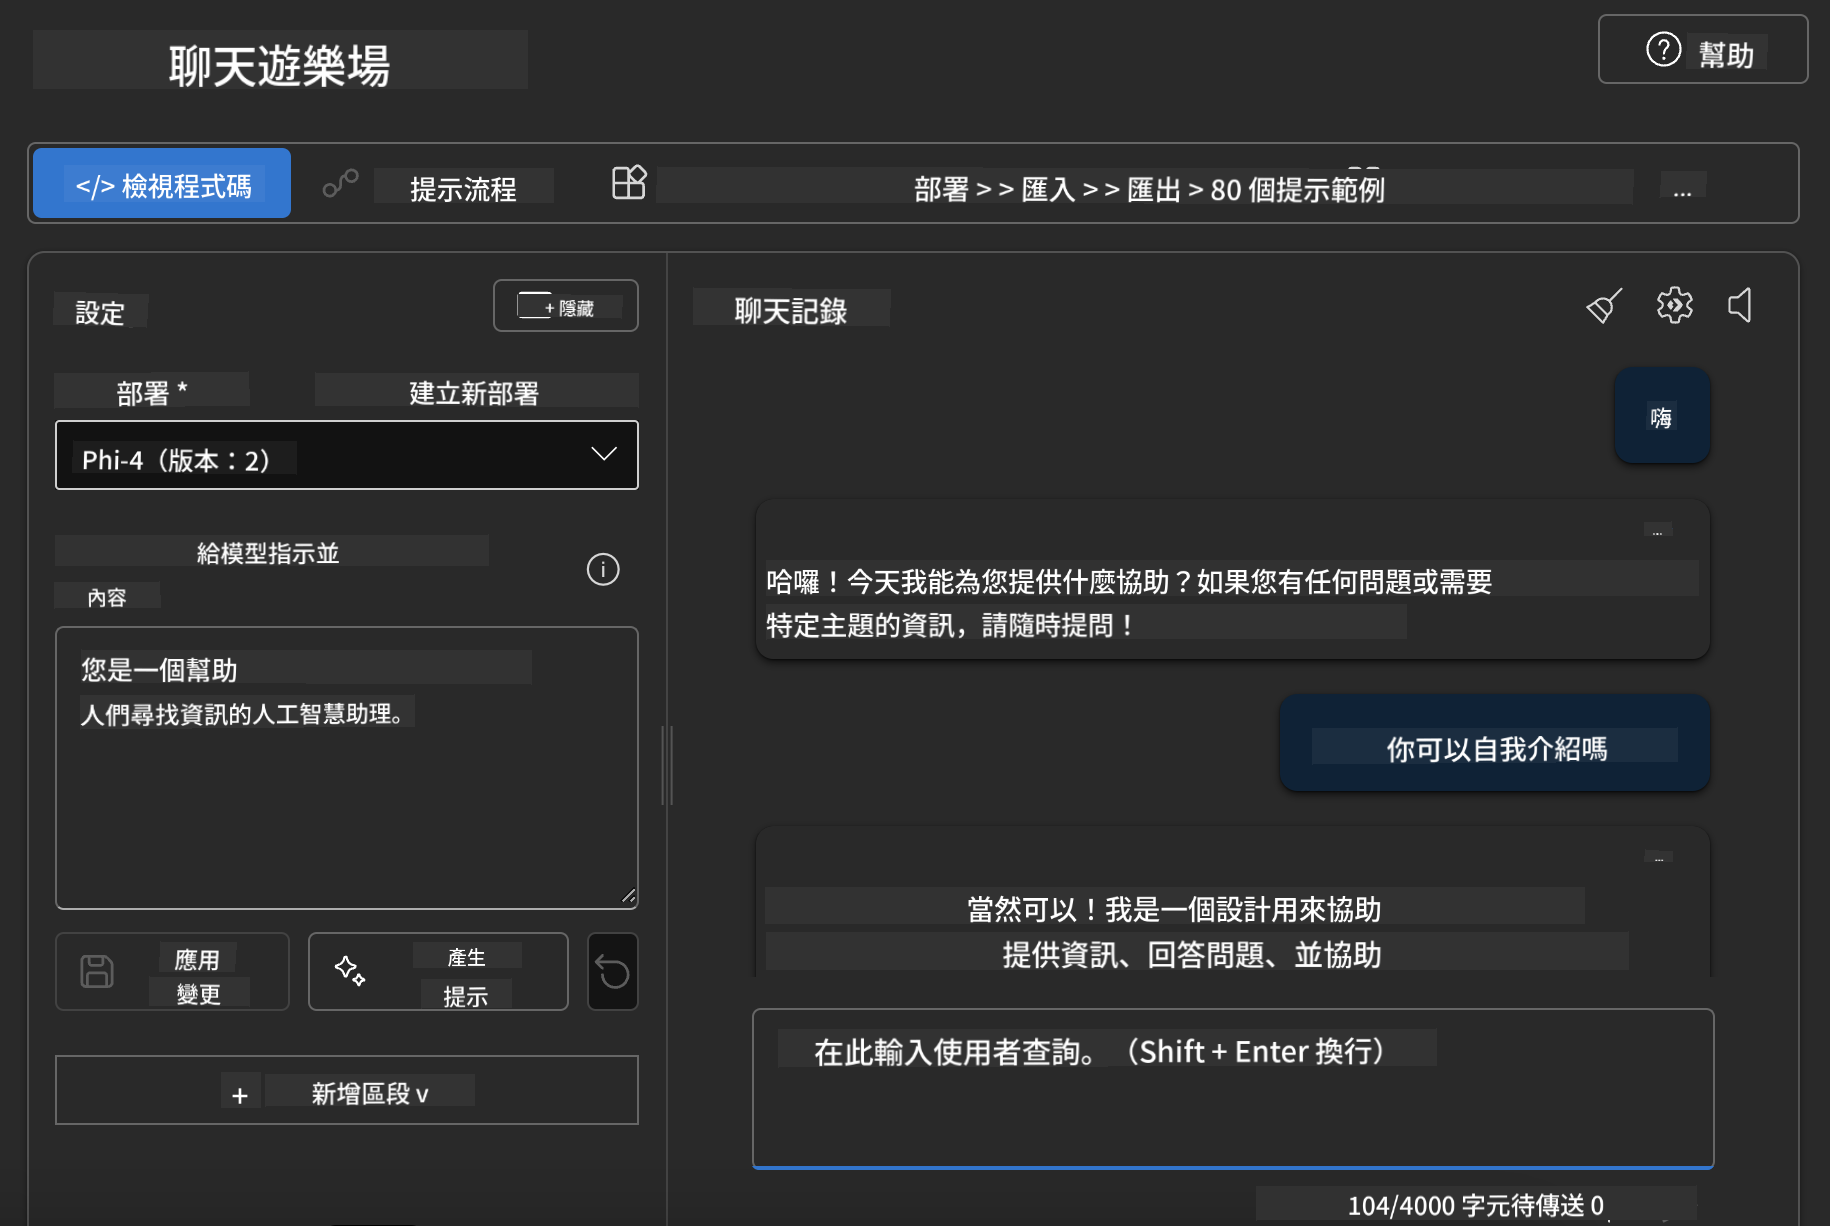 聊天遊樂場
幫助
</> 檢視程式碼
提示流程
部署 > > 匯入 > > 匯出 > 80 個提示範例
...
設定
+ 隱藏
部署 *
建立新部署
Phi-4（版本：2）
給模型指示並
內容
您是一個幫助
人們尋找資訊的人工智慧助理。
應用
變更
產生
提示
+ 新增區段 v
聊天記錄
嗨
...
哈囉！今天我能為您提供什麼協助？如果您有任何問題或需要
特定主題的資訊，請隨時提問！
你可以自我介紹嗎
...
當然可以！我是一個設計用來協助
提供資訊、回答問題、並協助
在此輸入使用者查詢。（Shift + Enter 換行）
104/4000 字元待傳送 0